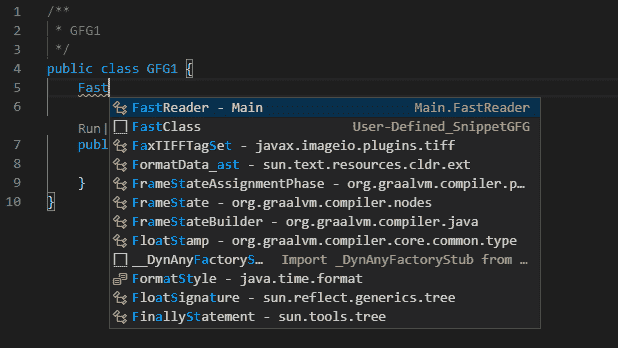 1 /**
2 * GFG1
3 */
4 public class GFG1 {
5 Fast
FastReader - Main Main.FastReader
6 FastClass User-Defined_SnippetGFG
FaxTIFFTagSet - javax.imageio.plugins.tiff
Run|
FormatData_ast - sun.text.resources.cldr.ext
7 publ
FrameStateAssignmentPhase - org.graalvm.compiler.p...
8
FrameState - org.graalvm.compiler.nodes
9 }
FrameStateBuilder - org.graalvm.compiler.java
10 }
FloatStamp - org.graalvm.compiler.core.common.type
__DynAnyFactoryS… Import _DynAnyFactoryStub from …
FormatStyle - java.time.format
FloatSignature - sun.reflect.generics.tree
FinallyStatement - sun.tools.tree